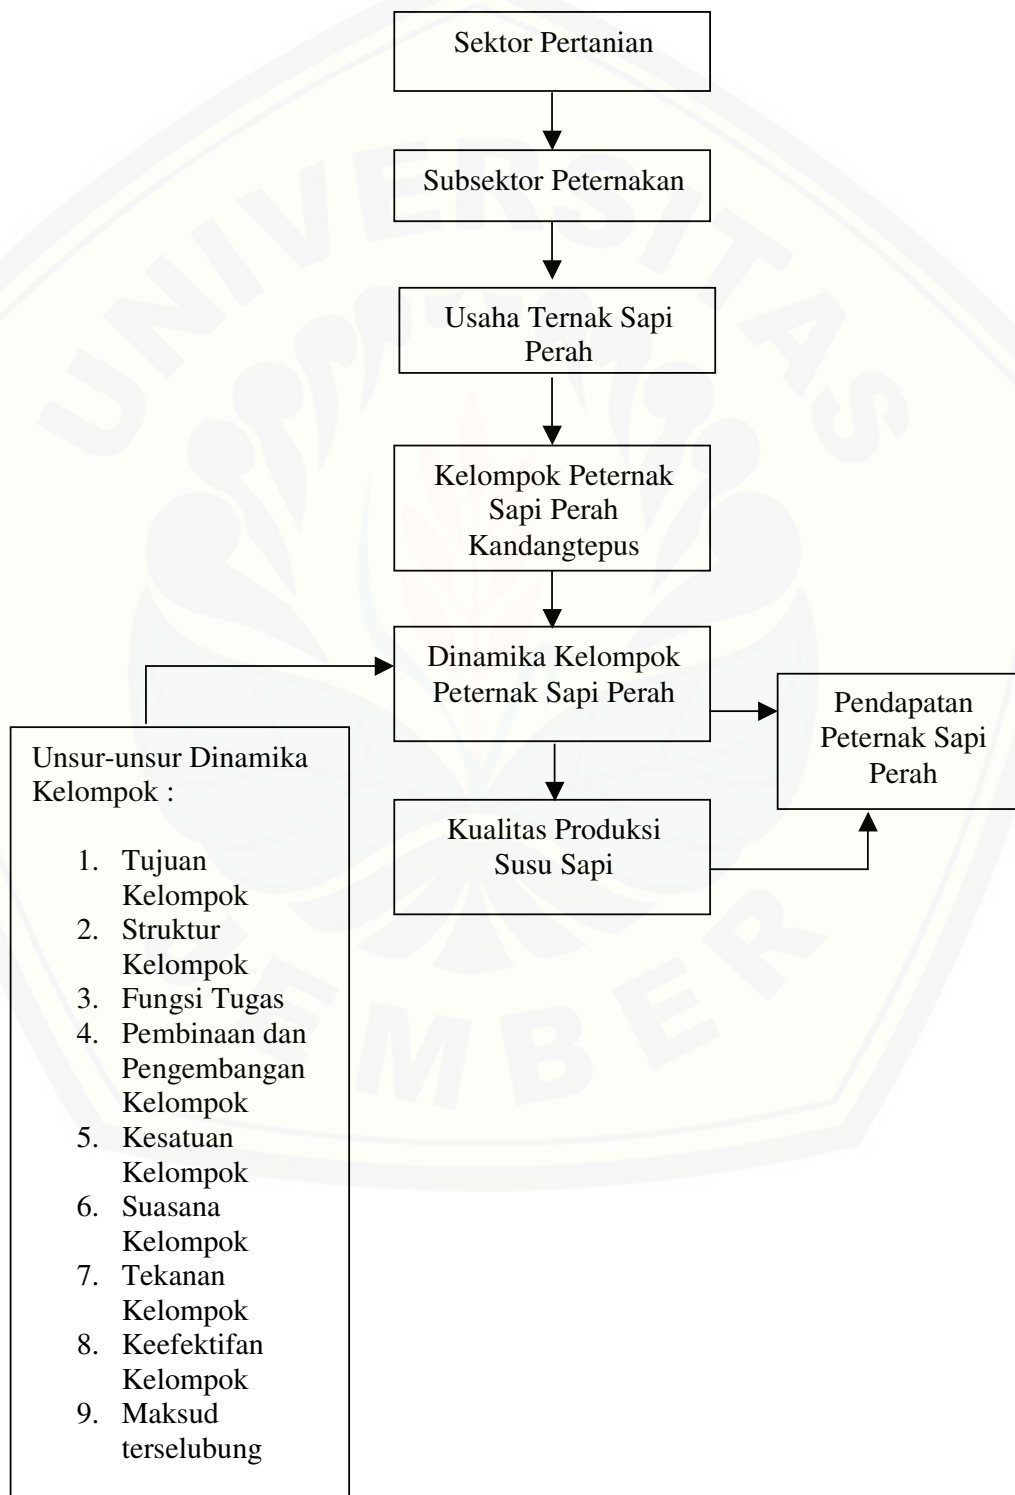 Sektor Pertanian
Subsektor Peternakan
Usaha Ternak Sapi
Perah
Kelompok Peternak
Sapi Perah
Kandangtepus
Dinamika Kelompok
Peternak Sapi Perah
Pendapatan
Peternak Sapi
Perah
Kualitas Produksi
Susu Sapi
Unsur-unsur Dinamika
Kelompok :
1. Tujuan
Kelompok
2. Struktur
Kelompok
3. Fungsi Tugas
4. Pembinaan dan
Pengembangan
Kelompok
5. Kesatuan
Kelompok
6. Suasana
Kelompok
7. Tekanan
Kelompok
8. Keefektifan
Kelompok
9. Maksud
terselubung
UNIVERSITAS
JEMBER